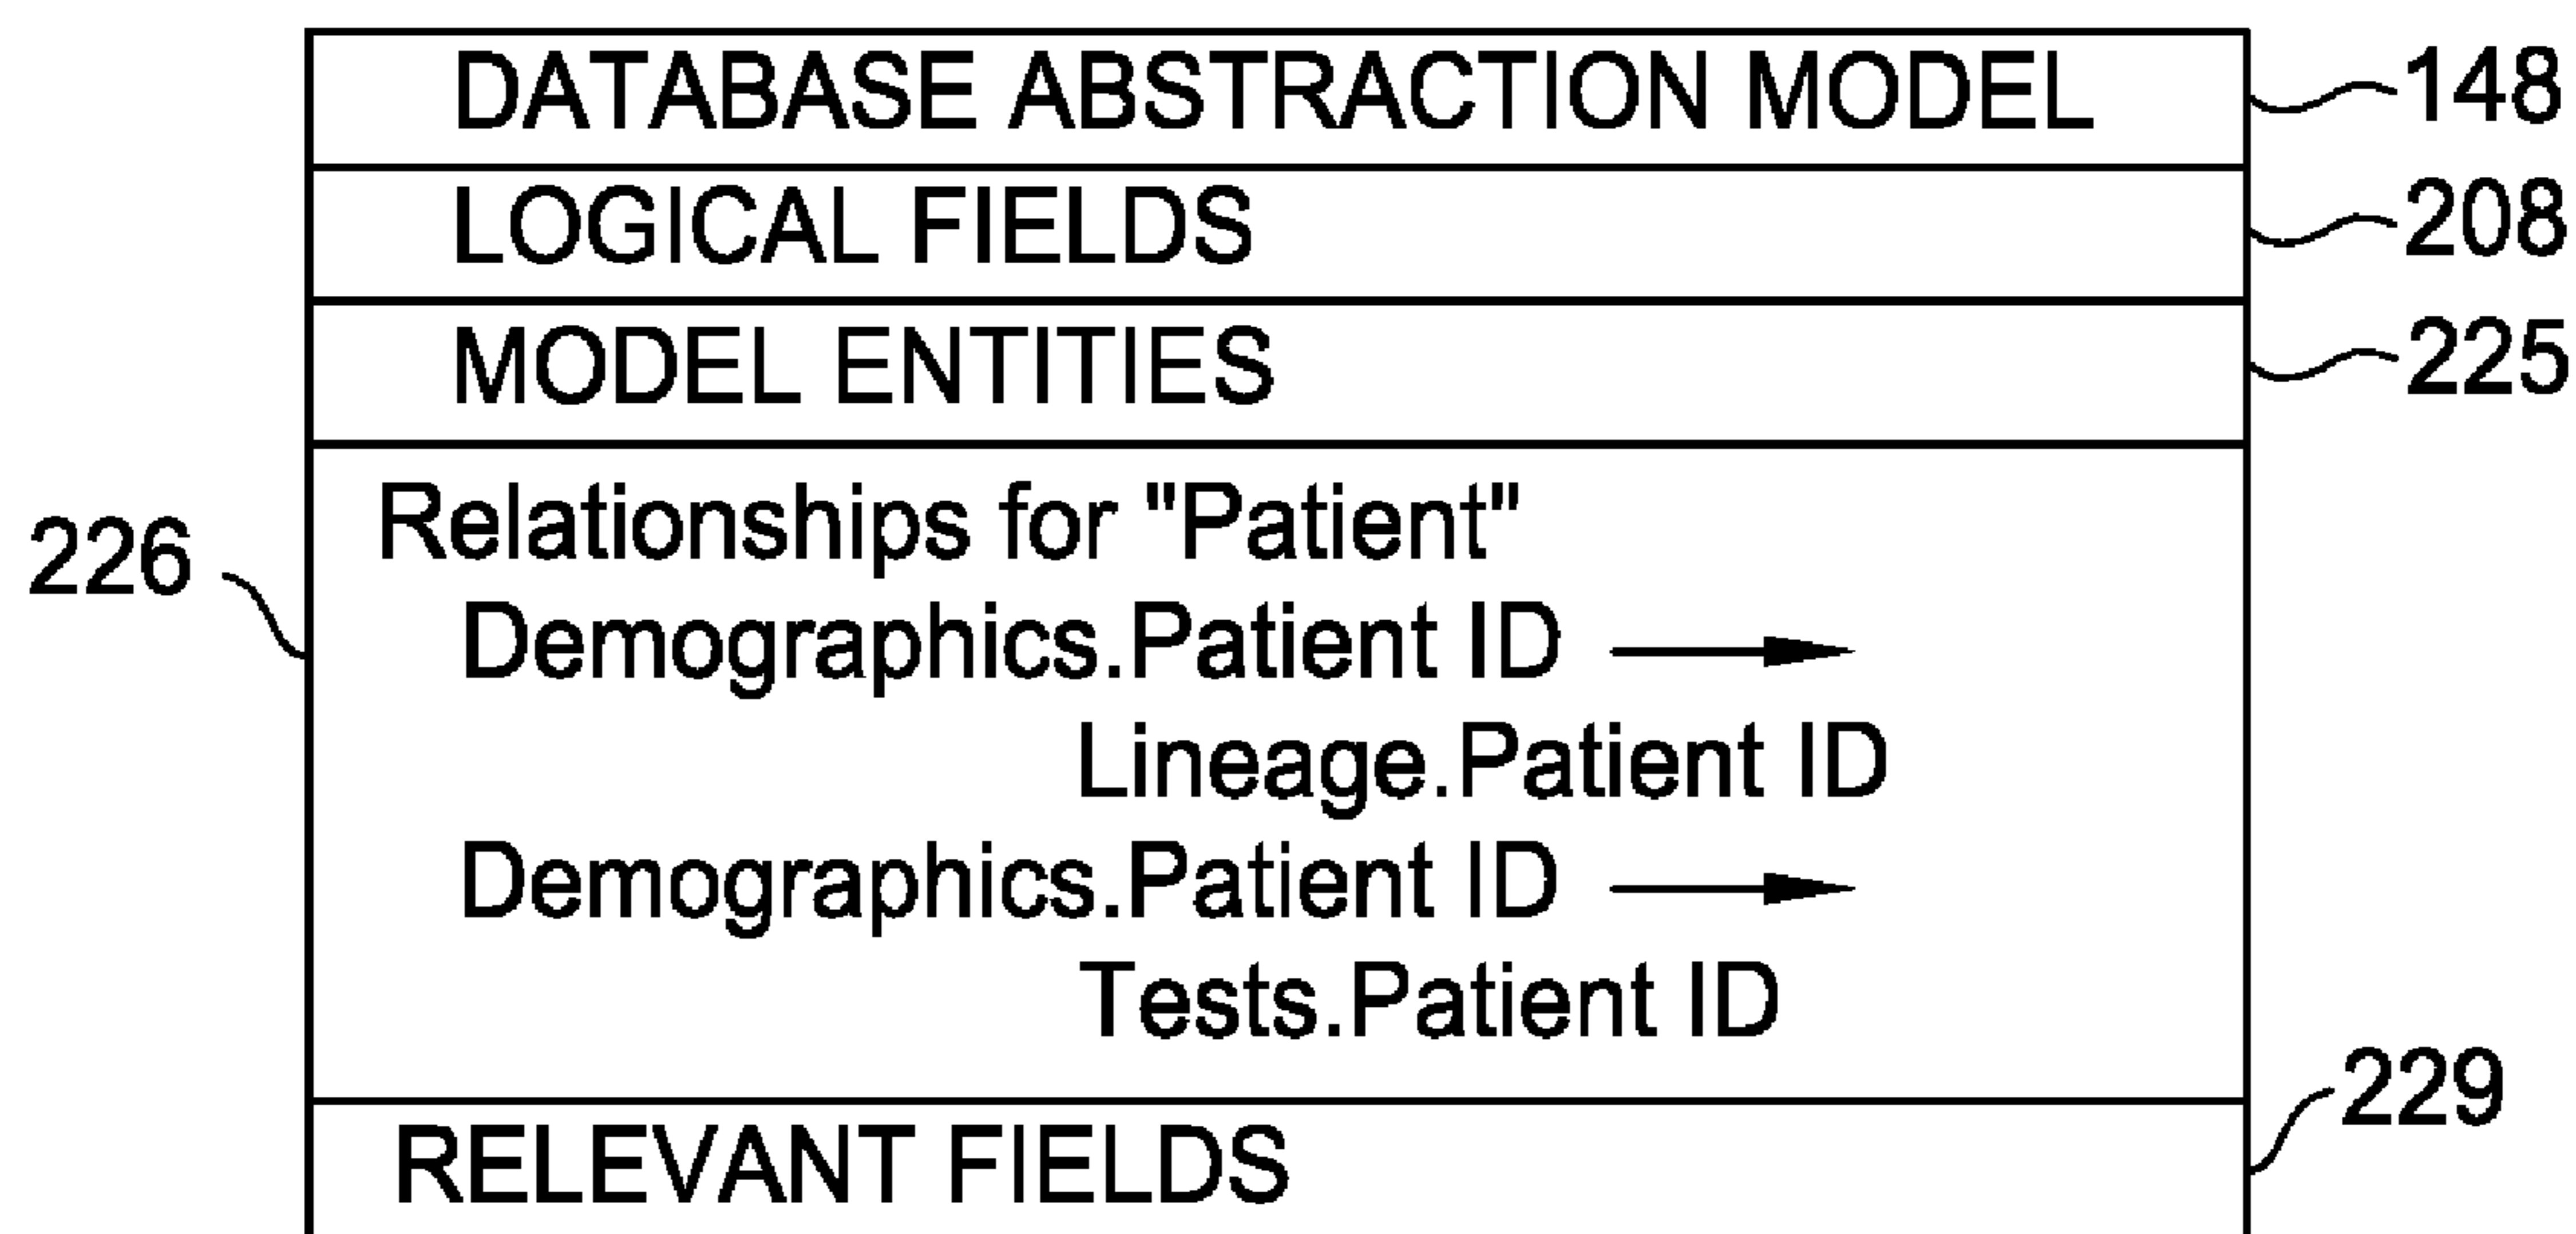 DATABASE ABSTRACTION MODEL 148
LOGICAL FIELDS 208
MODEL ENTITIES 225
226
Relationships for "Patient"
Demographics.Patient ID
Lineage.Patient ID
Demographics.Patient ID
Tests.Patient ID
RELEVANT FIELDS 229